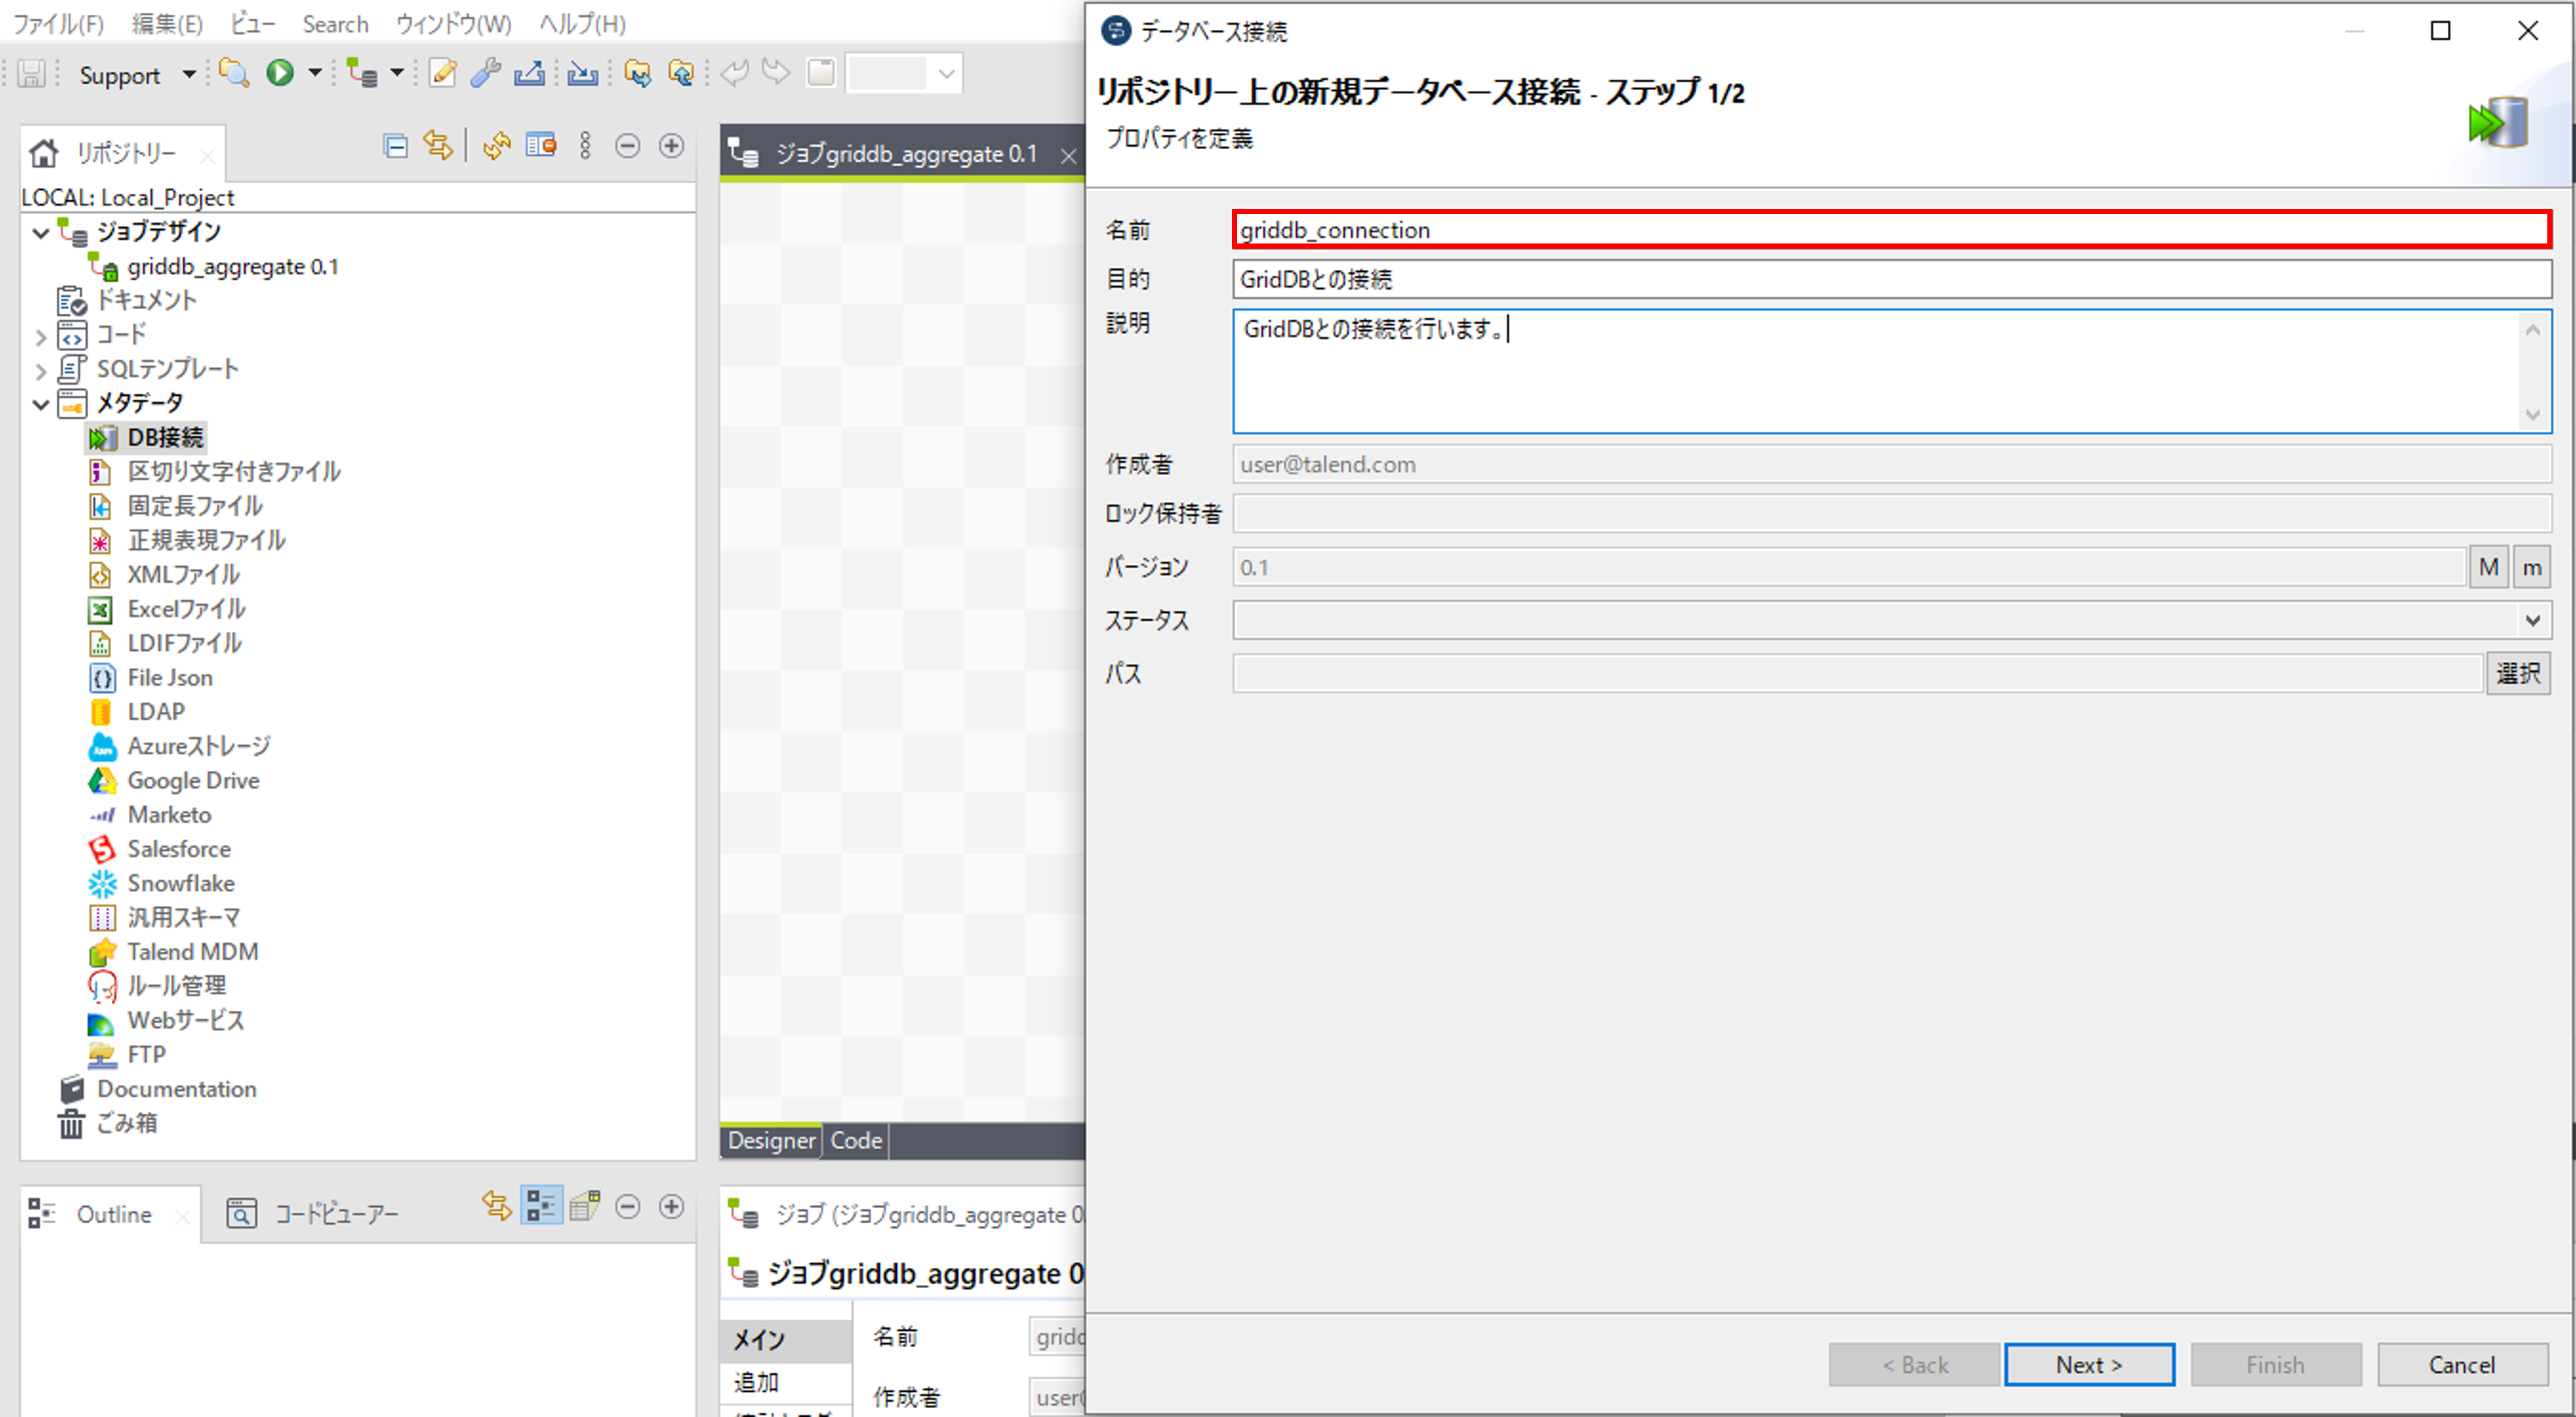 ファイル(F) 編集(E) ビュー Search ウィンドウ(W) ヘルプ(H)
Support
リポジトリー
LOCAL: Local_Project
ジョブデザイン
griddb_aggregate 0.1
ドキュメント
コード
SQLテンプレート
メタデータ
DB接続
区切り文字付きファイル
固定長ファイル
正規表現ファイル
XMLファイル
Excelファイル
LDIFファイル
File Json
LDAP
Azureストレージ
Google Drive
Marketo
Salesforce
Snowflake
汎用スキーマ
Talend MDM
ルール管理
Webサービス
FTP
Documentation
ごみ箱
Outline コードビューアー
ジョブgriddb_aggregate 0.1
Designer Code
ジョブ (ジョブgriddb_aggregate 0.
ジョブgriddb_aggregate 0
メイン
追加
名前 gridd
作成者 user@
データベース接続
リポジトリー上の新規データベース接続 - ステップ 1/2
プロパティを定義
名前 griddb_connection
目的 GridDBとの接続
説明 GridDBとの接続を行います。
作成者 user@talend.com
ロック保持者
バージョン 0.1 M m
ステータス
パス 選択
< Back Next > Finish Cancel